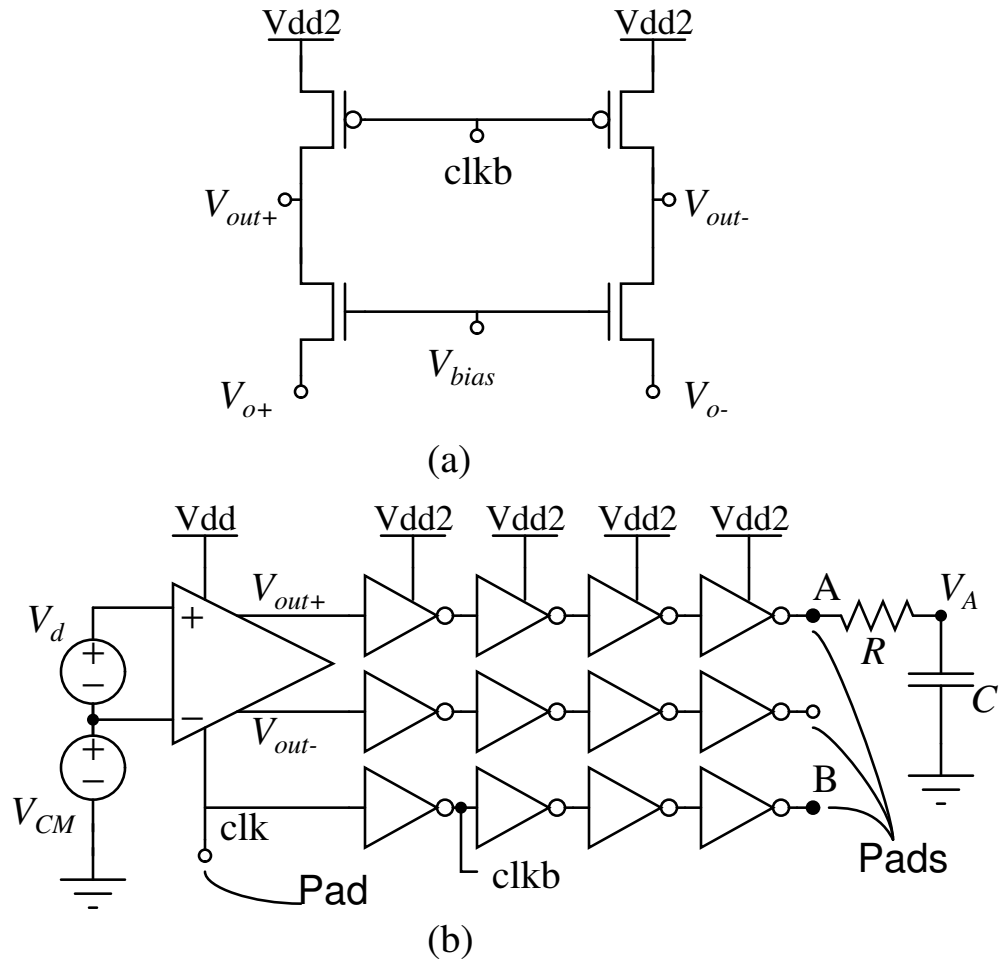 Vdd2 Vdd2
clkb
Vout+ Vout-
Vbias
Vo+ Vo-
(a)
Vdd Vdd2 Vdd2 Vdd2 Vdd2
Vout+ A VA
+
Vd + R
−
− C
Vout-
+
− B
VCM clk
Pads
Pad clkb
(b)